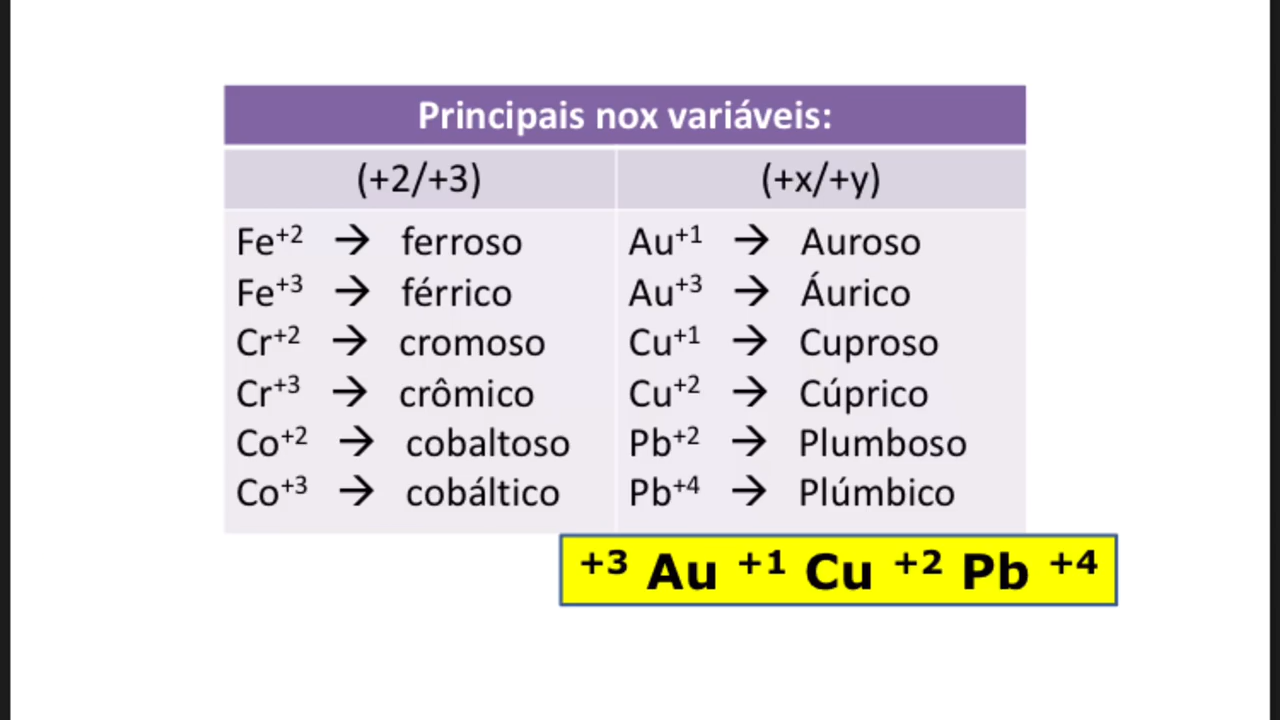 Principais nox variáveis:
(+2/+3) (+x/+y)
Fe+2 → ferroso
Fe+3 → férrico
Cr+2 → cromoso
Cr+3 → crômico
Co+2 → cobaltoso
Co+3 → cobáltico
Au+1 → Auroso
Au+3 → Áurico
Cu+1 → Cuproso
Cu+2 → Cúprico
Pb+2 → Plumboso
Pb+4 → Plúmbico
+3 Au +1 Cu +2 Pb +4